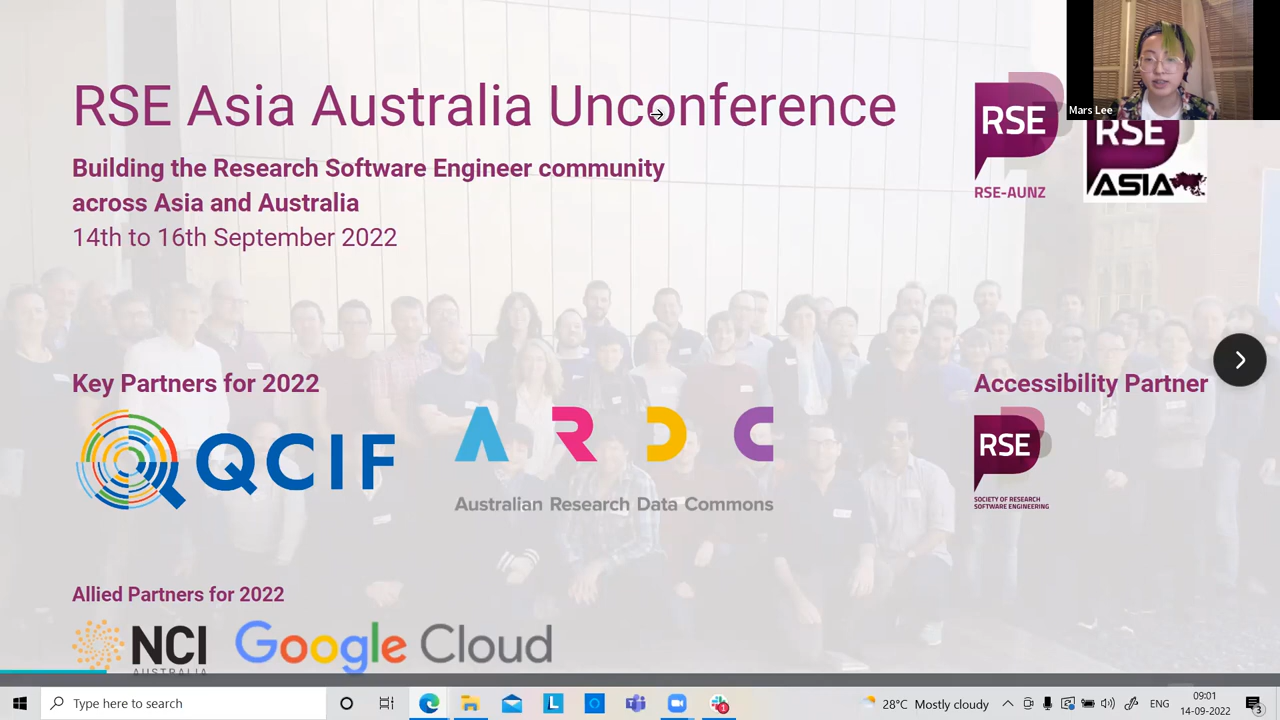 RSE Asia Australia Unconference
Building the Research Software Engineer community
across Asia and Australia
14th to 16th September 2022
RSE
RSE-AUNZ
Mars Lee
RSE
ASIA
Key Partners for 2022
QCIF
ARDC
Australian Research Data Commons
Accessibility Partner
RSE
SOCIETY OF RESEARCH
SOFTWARE ENGINEERING
Allied Partners for 2022
NCI
AUSTRALIA
Google Cloud
Type here to search
L
1
28°C Mostly cloudy
ENG
09:01
14-09-2022
3